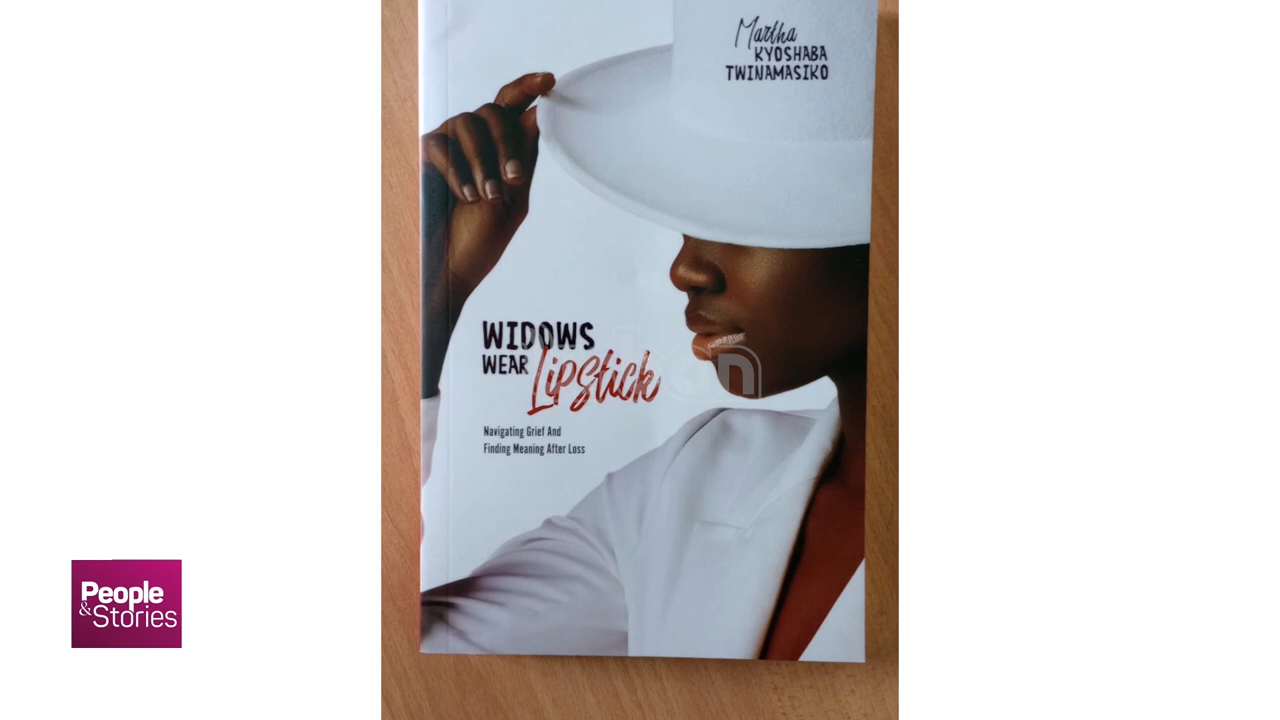 Martha
KYOSHABA
TWINAMASIKO
WIDOWS
WEAR Lipstick
Navigating Grief And
Finding Meaning After Loss
People
& Stories